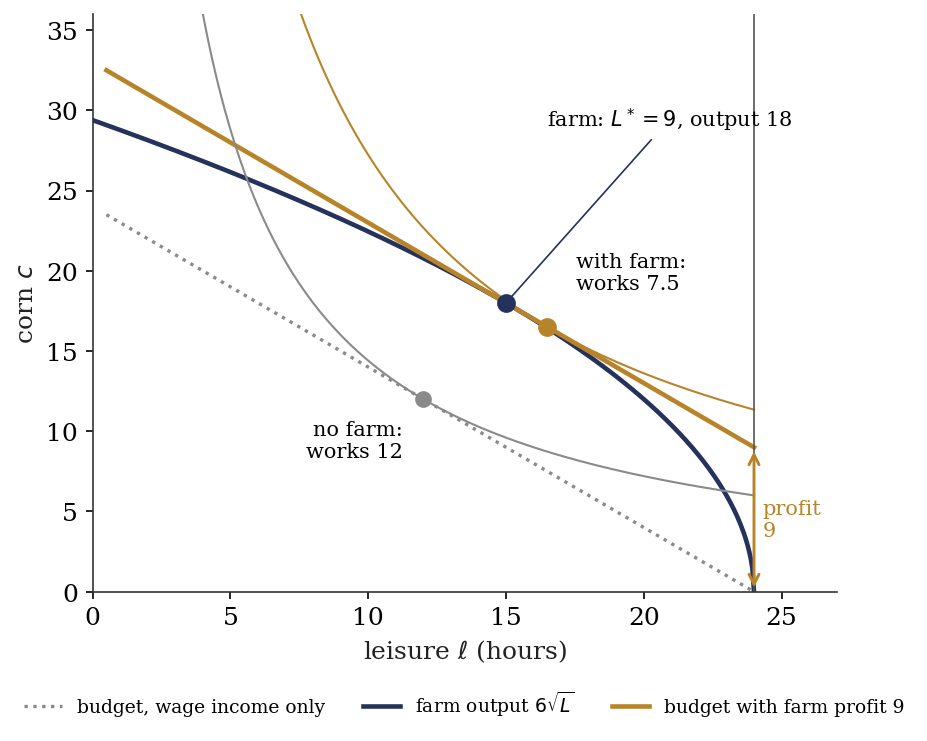 35
30
25
20
15
10
5
0
corn c
farm: L* = 9, output 18
with farm:
works 7.5
no farm:
works 12
profit
9
0 5 10 15 20 25
leisure ℓ (hours)
budget, wage income only
farm output 6√L
budget with farm profit 9